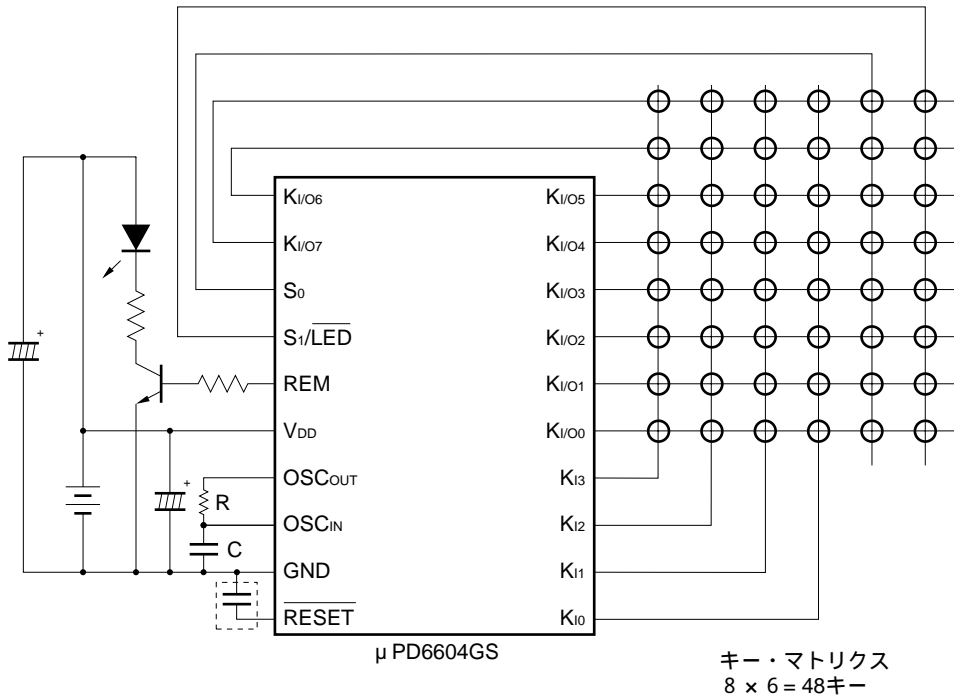 KI/O6
KI/O7
S0
S1/LED
REM
VDD
OSCOUT
OSCIN
GND
RESET
KI/O5
KI/O4
KI/O3
KI/O2
KI/O1
KI/O0
KI3
KI2
KI1
KI0
+
+
R
C
μ PD6604GS
キー・マトリクス
8 × 6 = 48キー